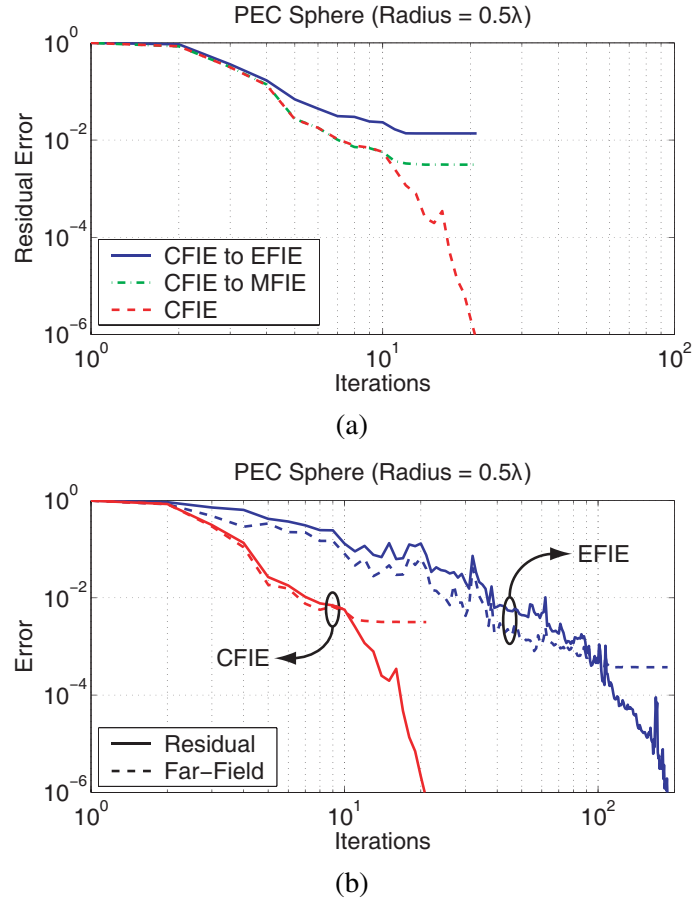 PEC Sphere (Radius = 0.5λ)
10^0
10^-2
10^-4
10^-6
Residual Error
CFIE to EFIE
CFIE to MFIE
CFIE
10^0
10^1
10^2
Iterations
(a)
PEC Sphere (Radius = 0.5λ)
10^0
10^-2
10^-4
10^-6
Error
EFIE
CFIE
Residual
Far-Field
10^0
10^1
10^2
Iterations
(b)